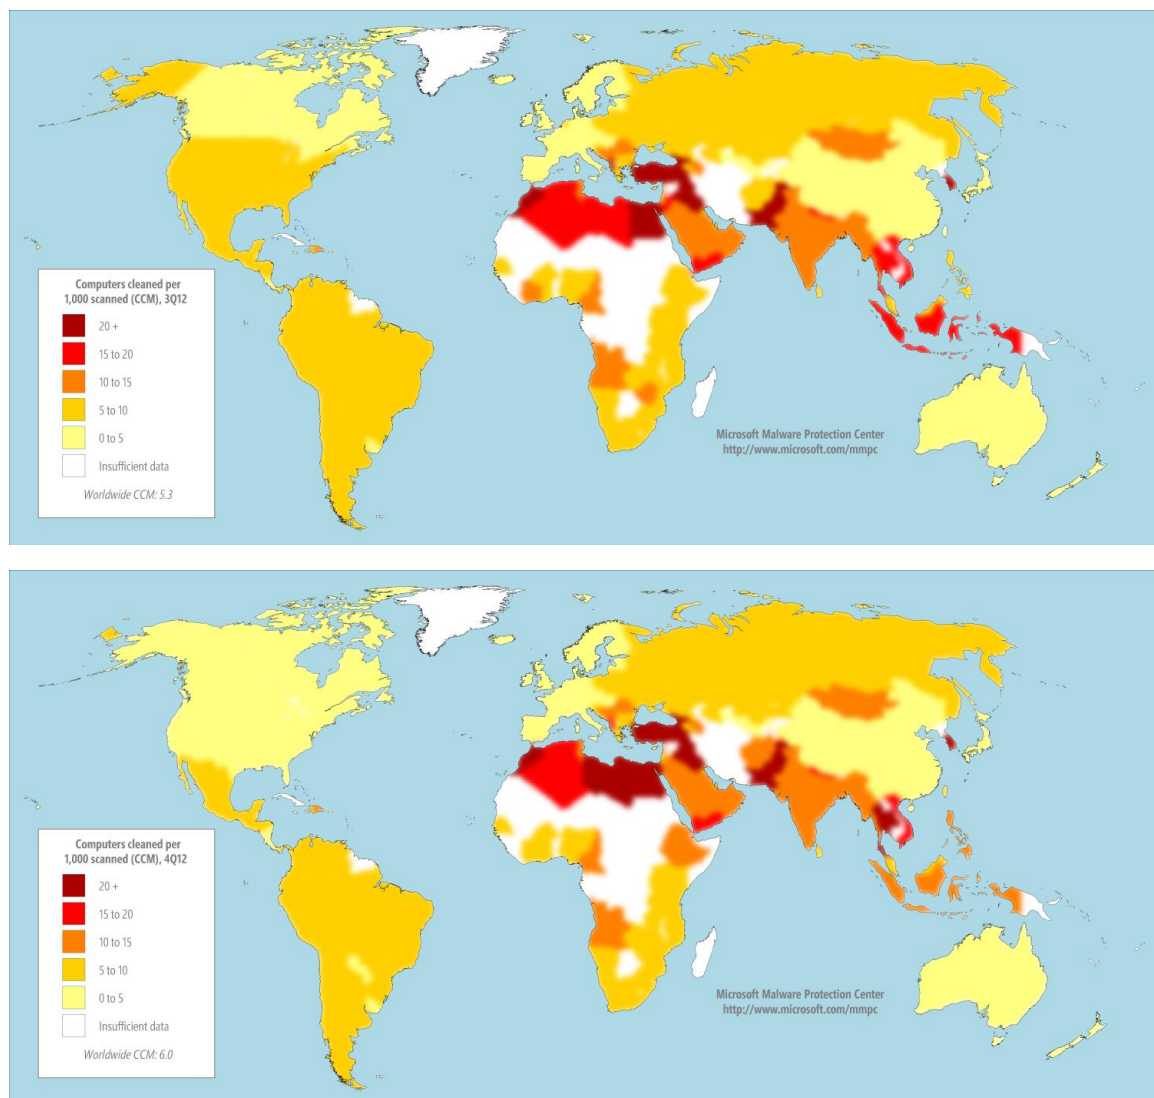 Computers cleaned per
1,000 scanned (CCM), 3Q12
20 +
15 to 20
10 to 15
5 to 10
0 to 5
Insufficient data
Worldwide CCM: 5.3
Microsoft Malware Protection Center
http://www.microsoft.com/mmpc
Computers cleaned per
1,000 scanned (CCM), 4Q12
20 +
15 to 20
10 to 15
5 to 10
0 to 5
Insufficient data
Worldwide CCM: 6.0
Microsoft Malware Protection Center
http://www.microsoft.com/mmpc